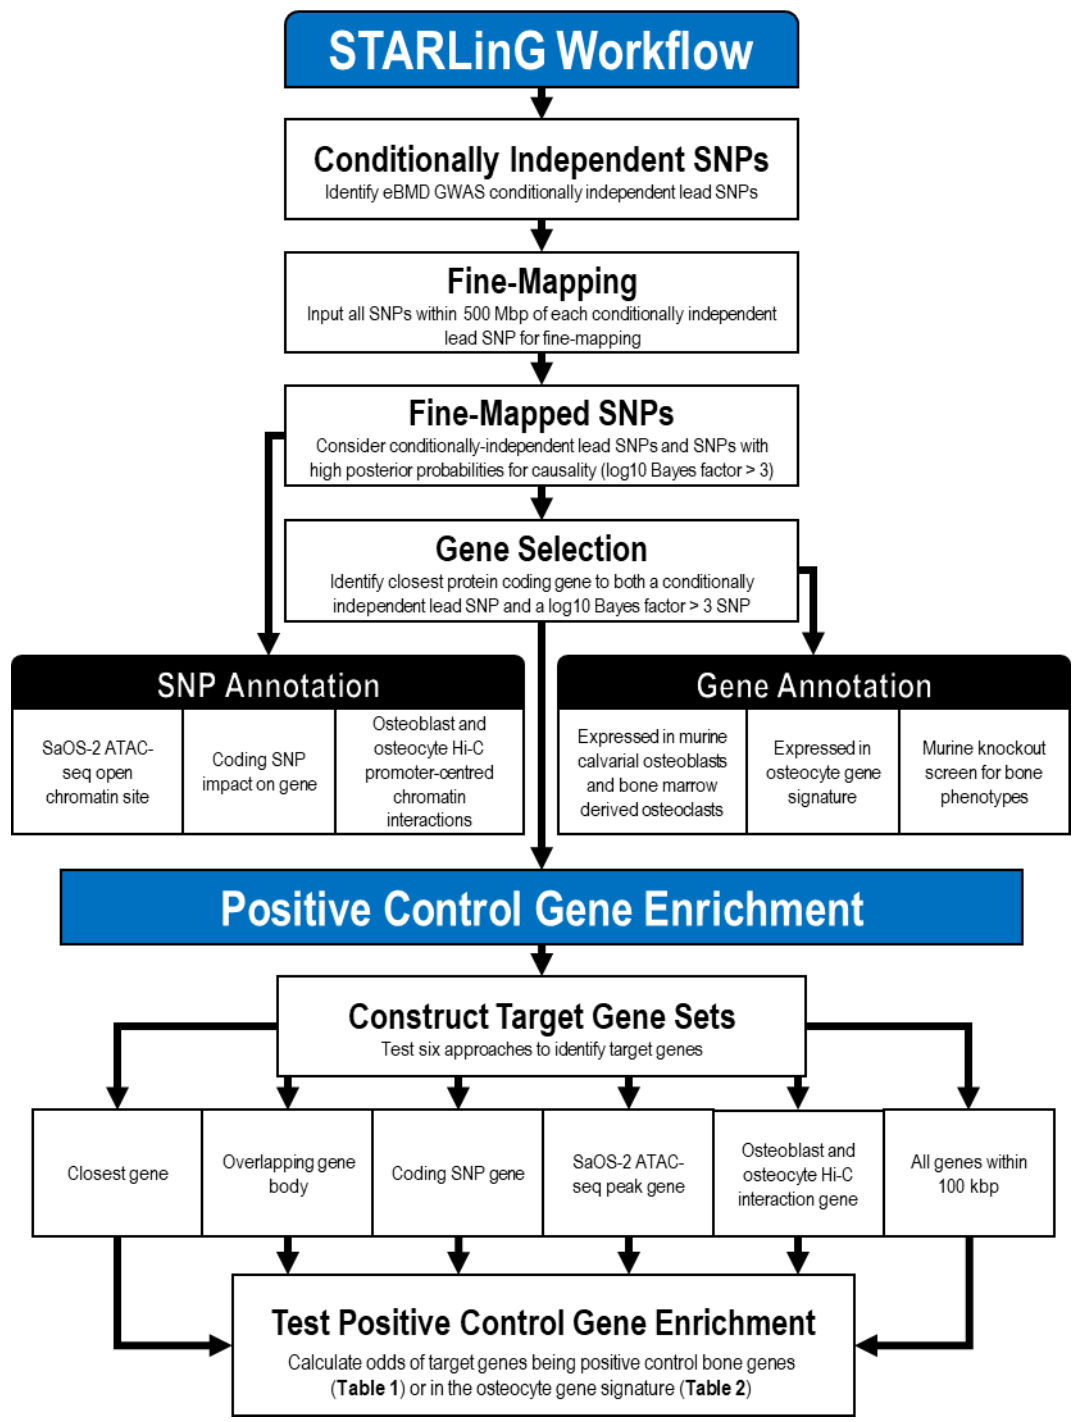 STARLinG Workflow
Conditionally Independent SNPs
Identify eBMD GWAS conditionally independent lead SNPs
Fine-Mapping
Input all SNPs within 500 Mbp of each conditionally independent
lead SNP for fine-mapping
Fine-Mapped SNPs
Consider conditionally-independent lead SNPs and SNPs with
high posterior probabilities for causality (log10 Bayes factor > 3)
Gene Selection
Identify closest protein coding gene to both a conditionally
independent lead SNP and a log10 Bayes factor > 3 SNP
SNP Annotation
SaOS-2 ATAC-
seq open
chromatin site
Coding SNP
impact on gene
Osteoblast and
osteocyte Hi-C
promoter-centred
chromatin
interactions
Gene Annotation
Expressed in murine
calvarial osteoblasts
and bone marrow
derived osteoclasts
Expressed in
osteocyte gene
signature
Murine knockout
screen for bone
phenotypes
Positive Control Gene Enrichment
Construct Target Gene Sets
Test six approaches to identify target genes
Closest gene
Overlapping gene
body
Coding SNP gene
SaOS-2 ATAC-
seq peak gene
Osteoblast and
osteocyte Hi-C
interaction gene
All genes within
100 kbp
Test Positive Control Gene Enrichment
Calculate odds of target genes being positive control bone genes
(Table 1) or in the osteocyte gene signature (Table 2)